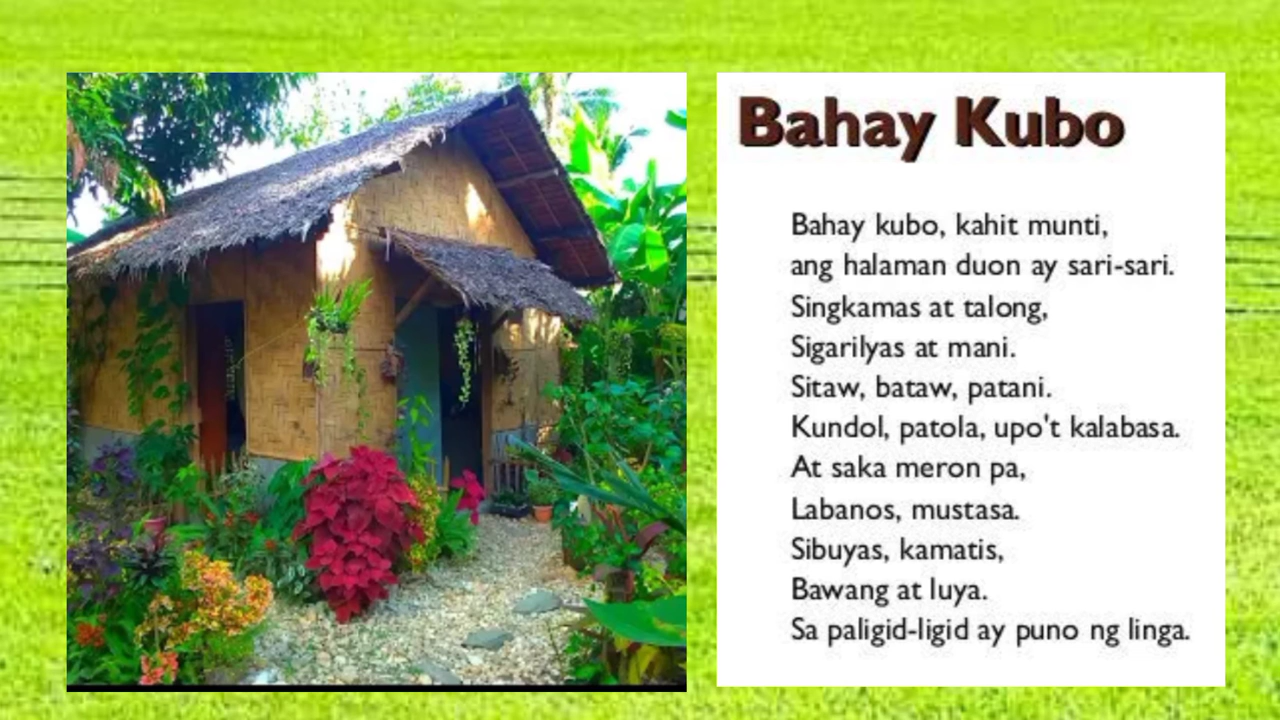 Bahay Kubo
Bahay kubo, kahit munti,
ang halaman duon ay sari-sari.
Singkamas at talong,
Sigarilyas at mani.
Sitaw, bataw, patani.
Kundol, patola, upo't kalabasa.
At saka meron pa,
Labanos, mustasa.
Sibuyas, kamatis,
Bawang at luya.
Sa paligid-ligid ay puno ng linga.